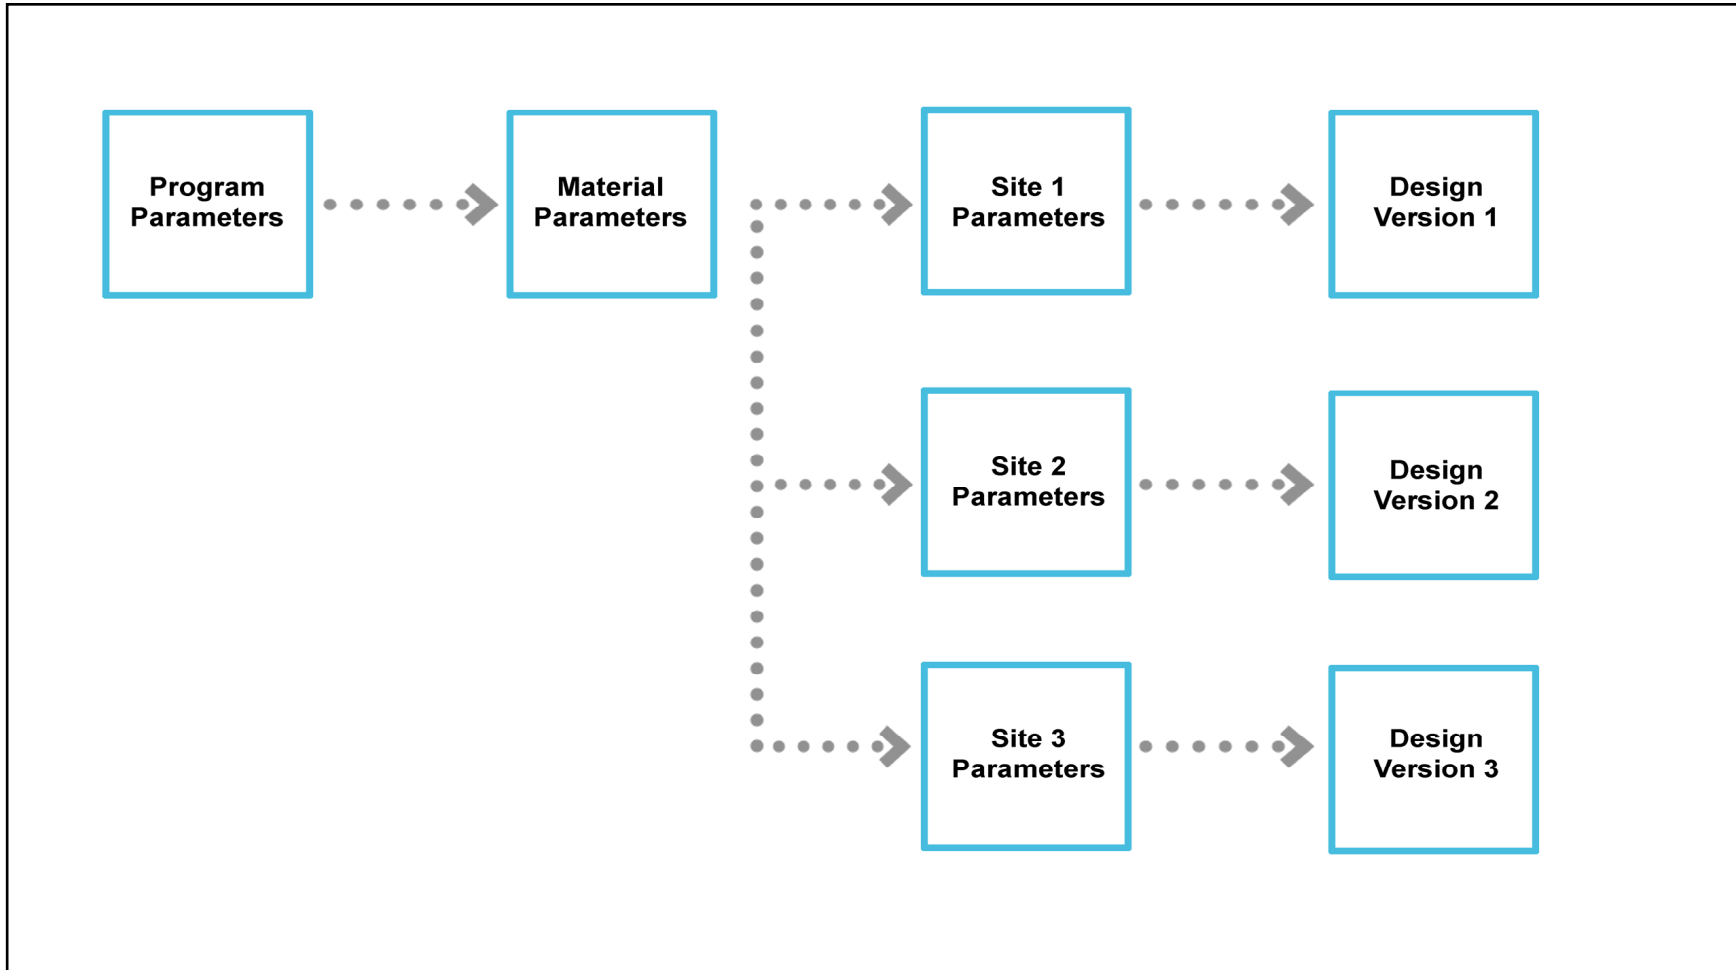 Program
Parameters
Material
Parameters
Site 1
Parameters
Design
Version 1
Site 2
Parameters
Design
Version 2
Site 3
Parameters
Design
Version 3